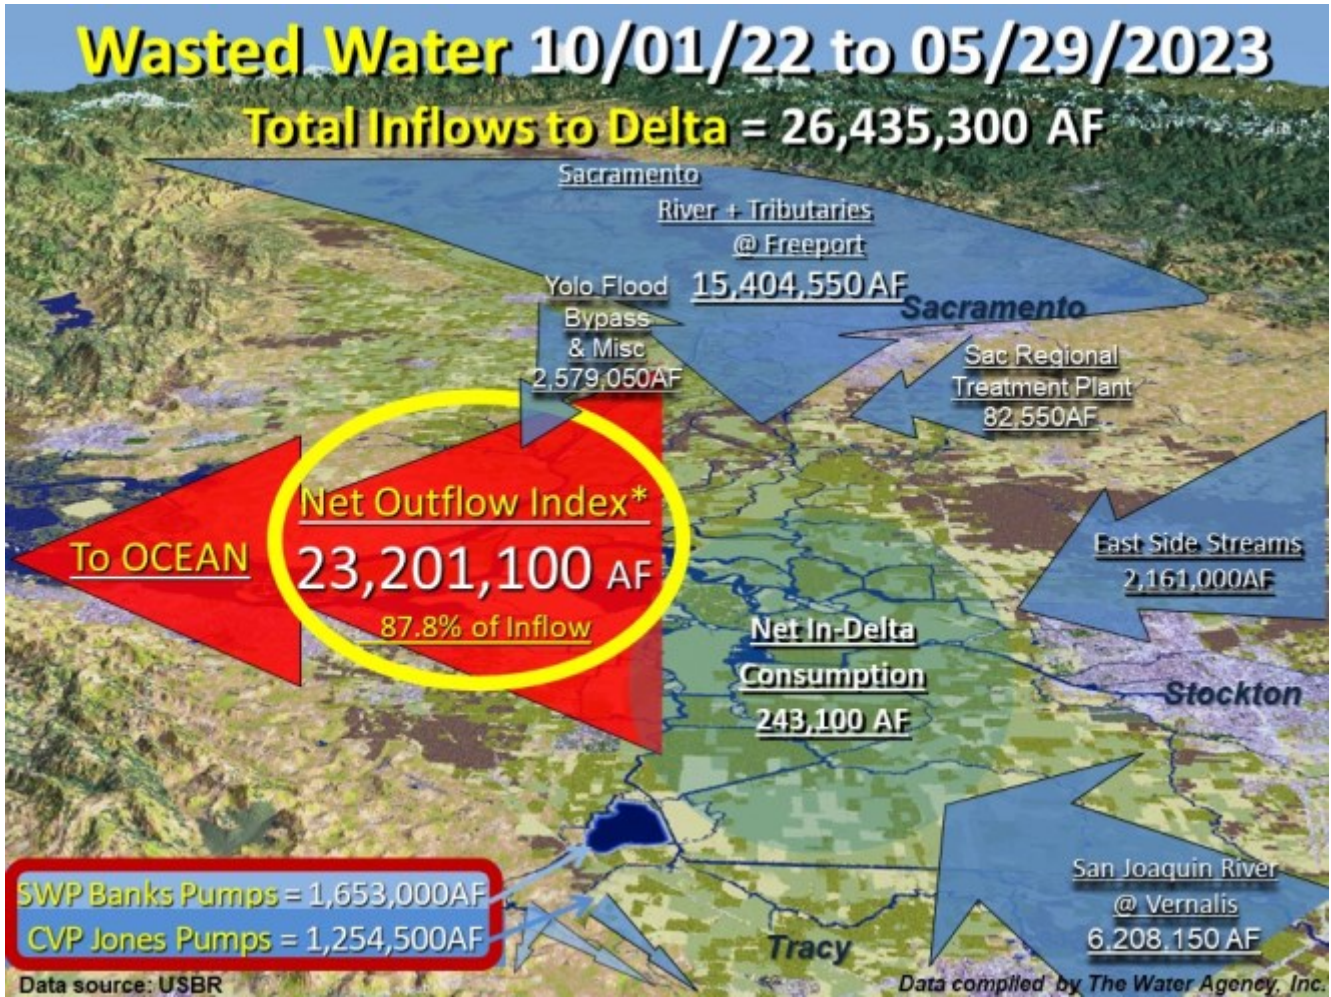 Wasted Water 10/01/22 to 05/29/2023
Total Inflows to Delta = 26,435,300 AF
Sacramento
River + Tributaries
@ Freeport
15,404,550 AF
Sacramento
Yolo Flood
Bypass
& Misc
2,579,050AF
Sac Regional
Treatment Plant
82,550AF
Net Outflow Index*
23,201,100 AF
87.8% of Inflow
To OCEAN
East Side Streams
2,161,000AF
Net In-Delta
Consumption
243,100 AF
Stockton
San Joaquin River
@ Vernalis
6.208.150 AF
SWP Banks Pumps = 1,653,000AF
CVP Jones Pumps = 1,254,500AF
Tracy
Data source: USBR
Data compiled by The Water Agency, Inc.